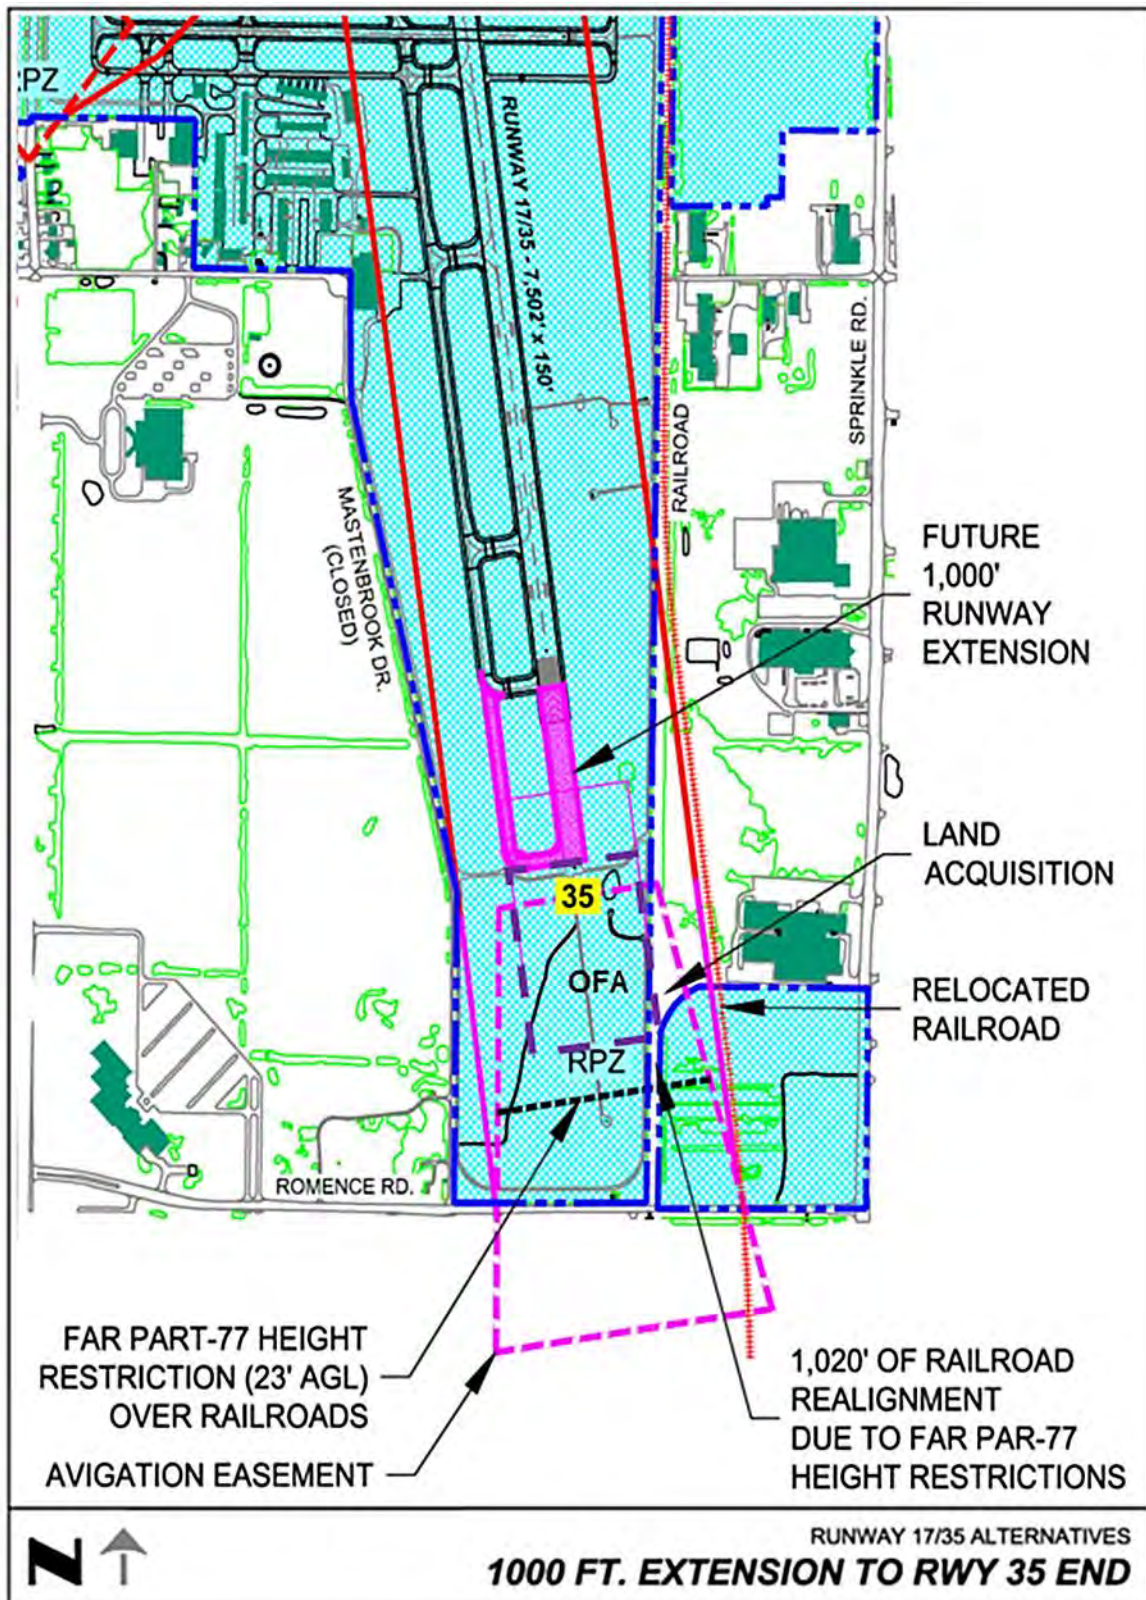 RPZ
RUNWAY 17/35 - 7,502' x 150'
SPRINKLE RD.
RAILROAD
MASTENBROOK DR.
(CLOSED)
FUTURE
1,000'
RUNWAY
EXTENSION
LAND
ACQUISITION
35
OFA
RELOCATED
RAILROAD
RPZ
ROMENCE RD.
FAR PART-77 HEIGHT
RESTRICTION (23' AGL)
OVER RAILROADS
AVIGATION EASEMENT
1,020' OF RAILROAD
REALIGNMENT
DUE TO FAR PAR-77
HEIGHT RESTRICTIONS
N
RUNWAY 17/35 ALTERNATIVES
1000 FT. EXTENSION TO RWY 35 END